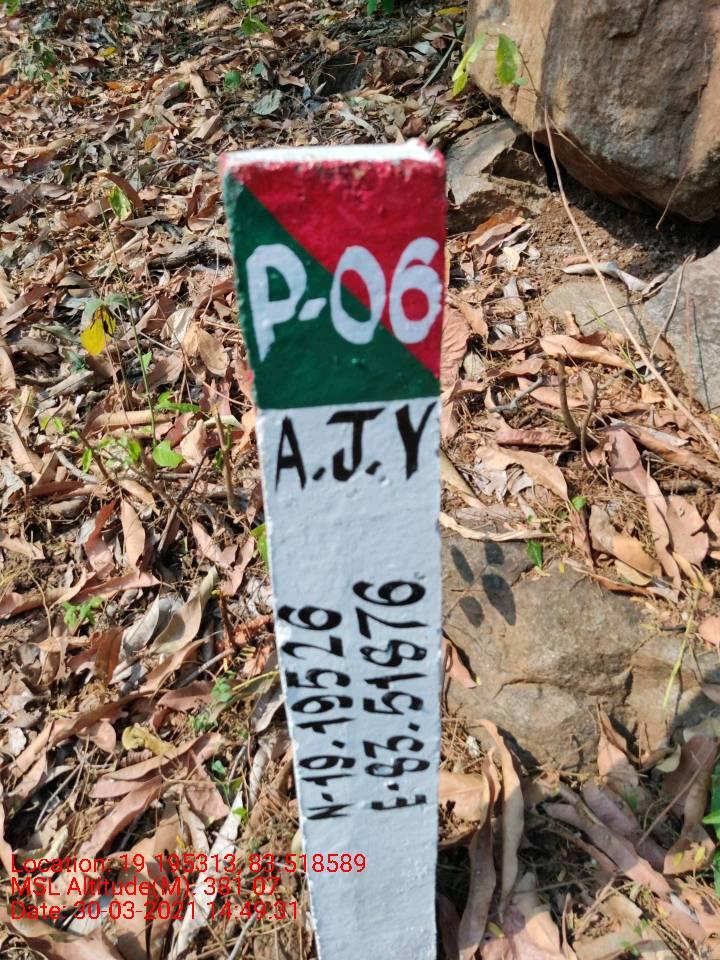 P-06
A.J.Y
N-19.19526
E-83.51876
Location: 19.195313, 83.518589
MSL Altitude(M): 381.07
Date: 30-03-2021 14:49:31